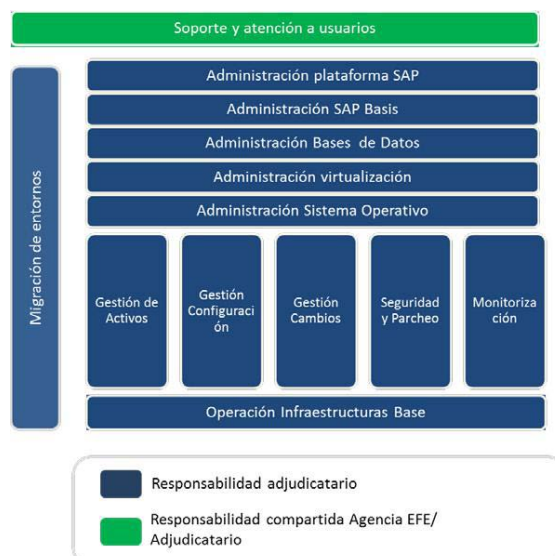 Soporte y atención a usuarios
Migración de entornos
Administración plataforma SAP
Administración SAP Basis
Administración Bases de Datos
Administración virtualización
Administración Sistema Operativo
Gestión de
Activos
Gestión
Configuraci
ón
Gestión
Cambios
Seguridad
y Parcheo
Monitoriza
ción
Operación Infraestructuras Base
Responsabilidad adjudicatario
Responsabilidad compartida Agencia EFE/
Adjudicatario